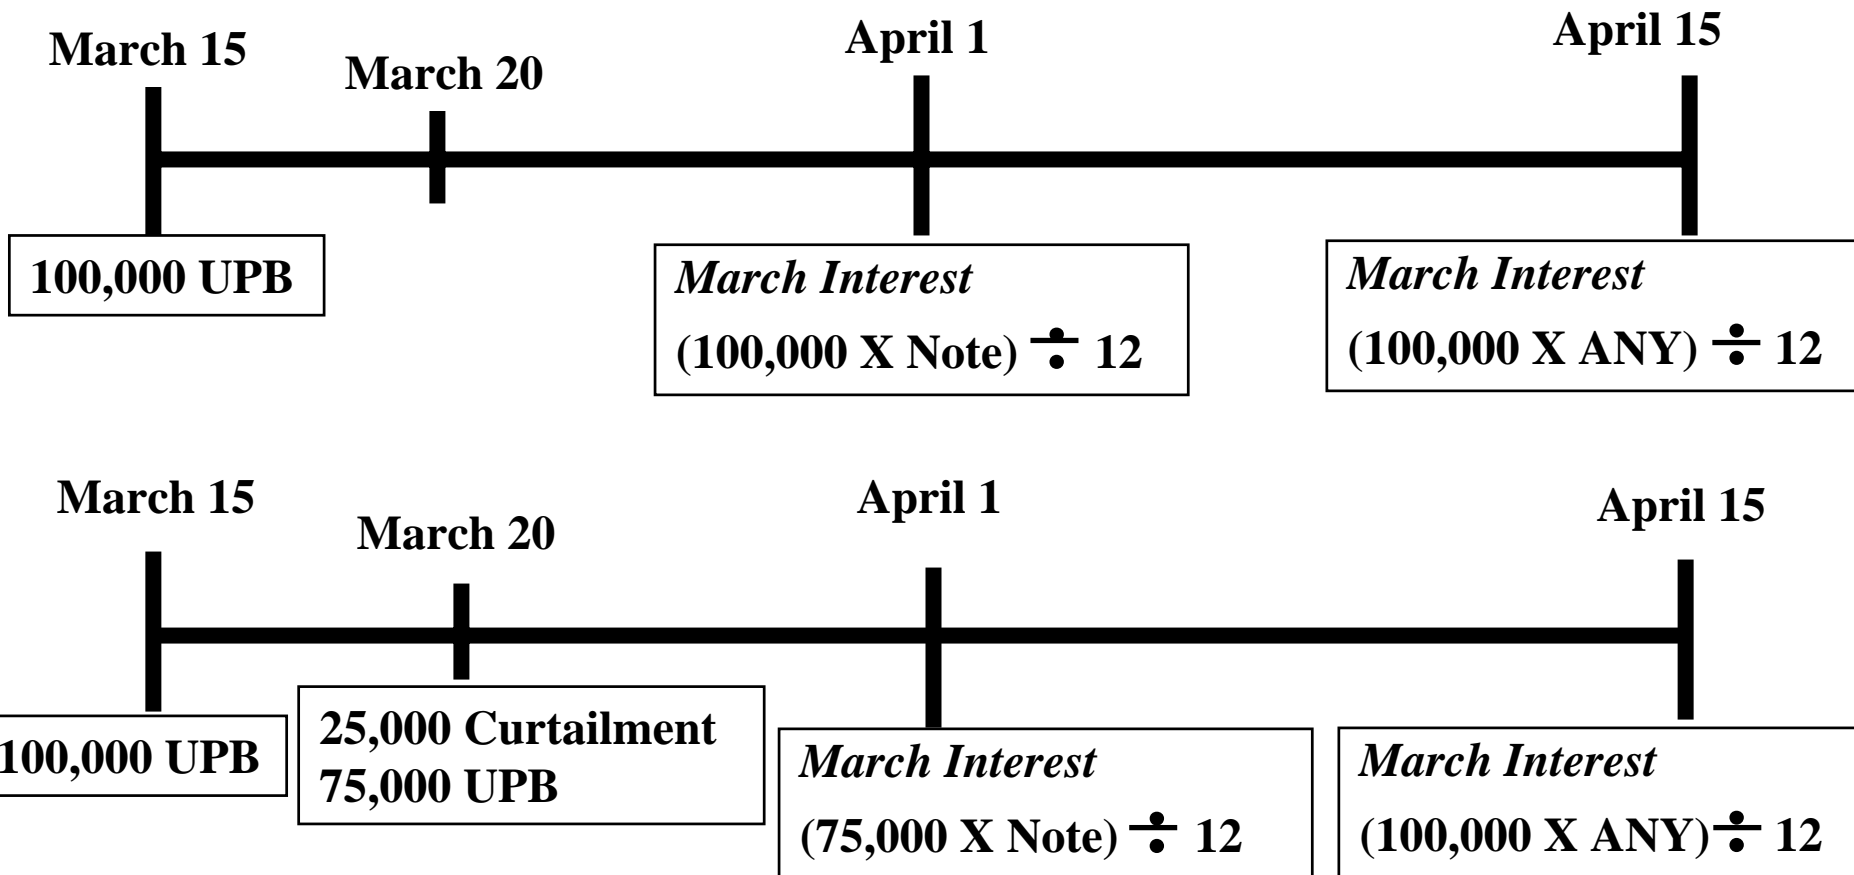 March 15
March 20
April 1
April 15
100,000 UPB
March Interest
(100,000 X Note) ÷ 12
March Interest
(100,000 X ANY) ÷ 12
March 15
March 20
April 1
April 15
100,000 UPB
25,000 Curtailment
75,000 UPB
March Interest
(75,000 X Note) ÷ 12
March Interest
(100,000 X ANY) ÷ 12